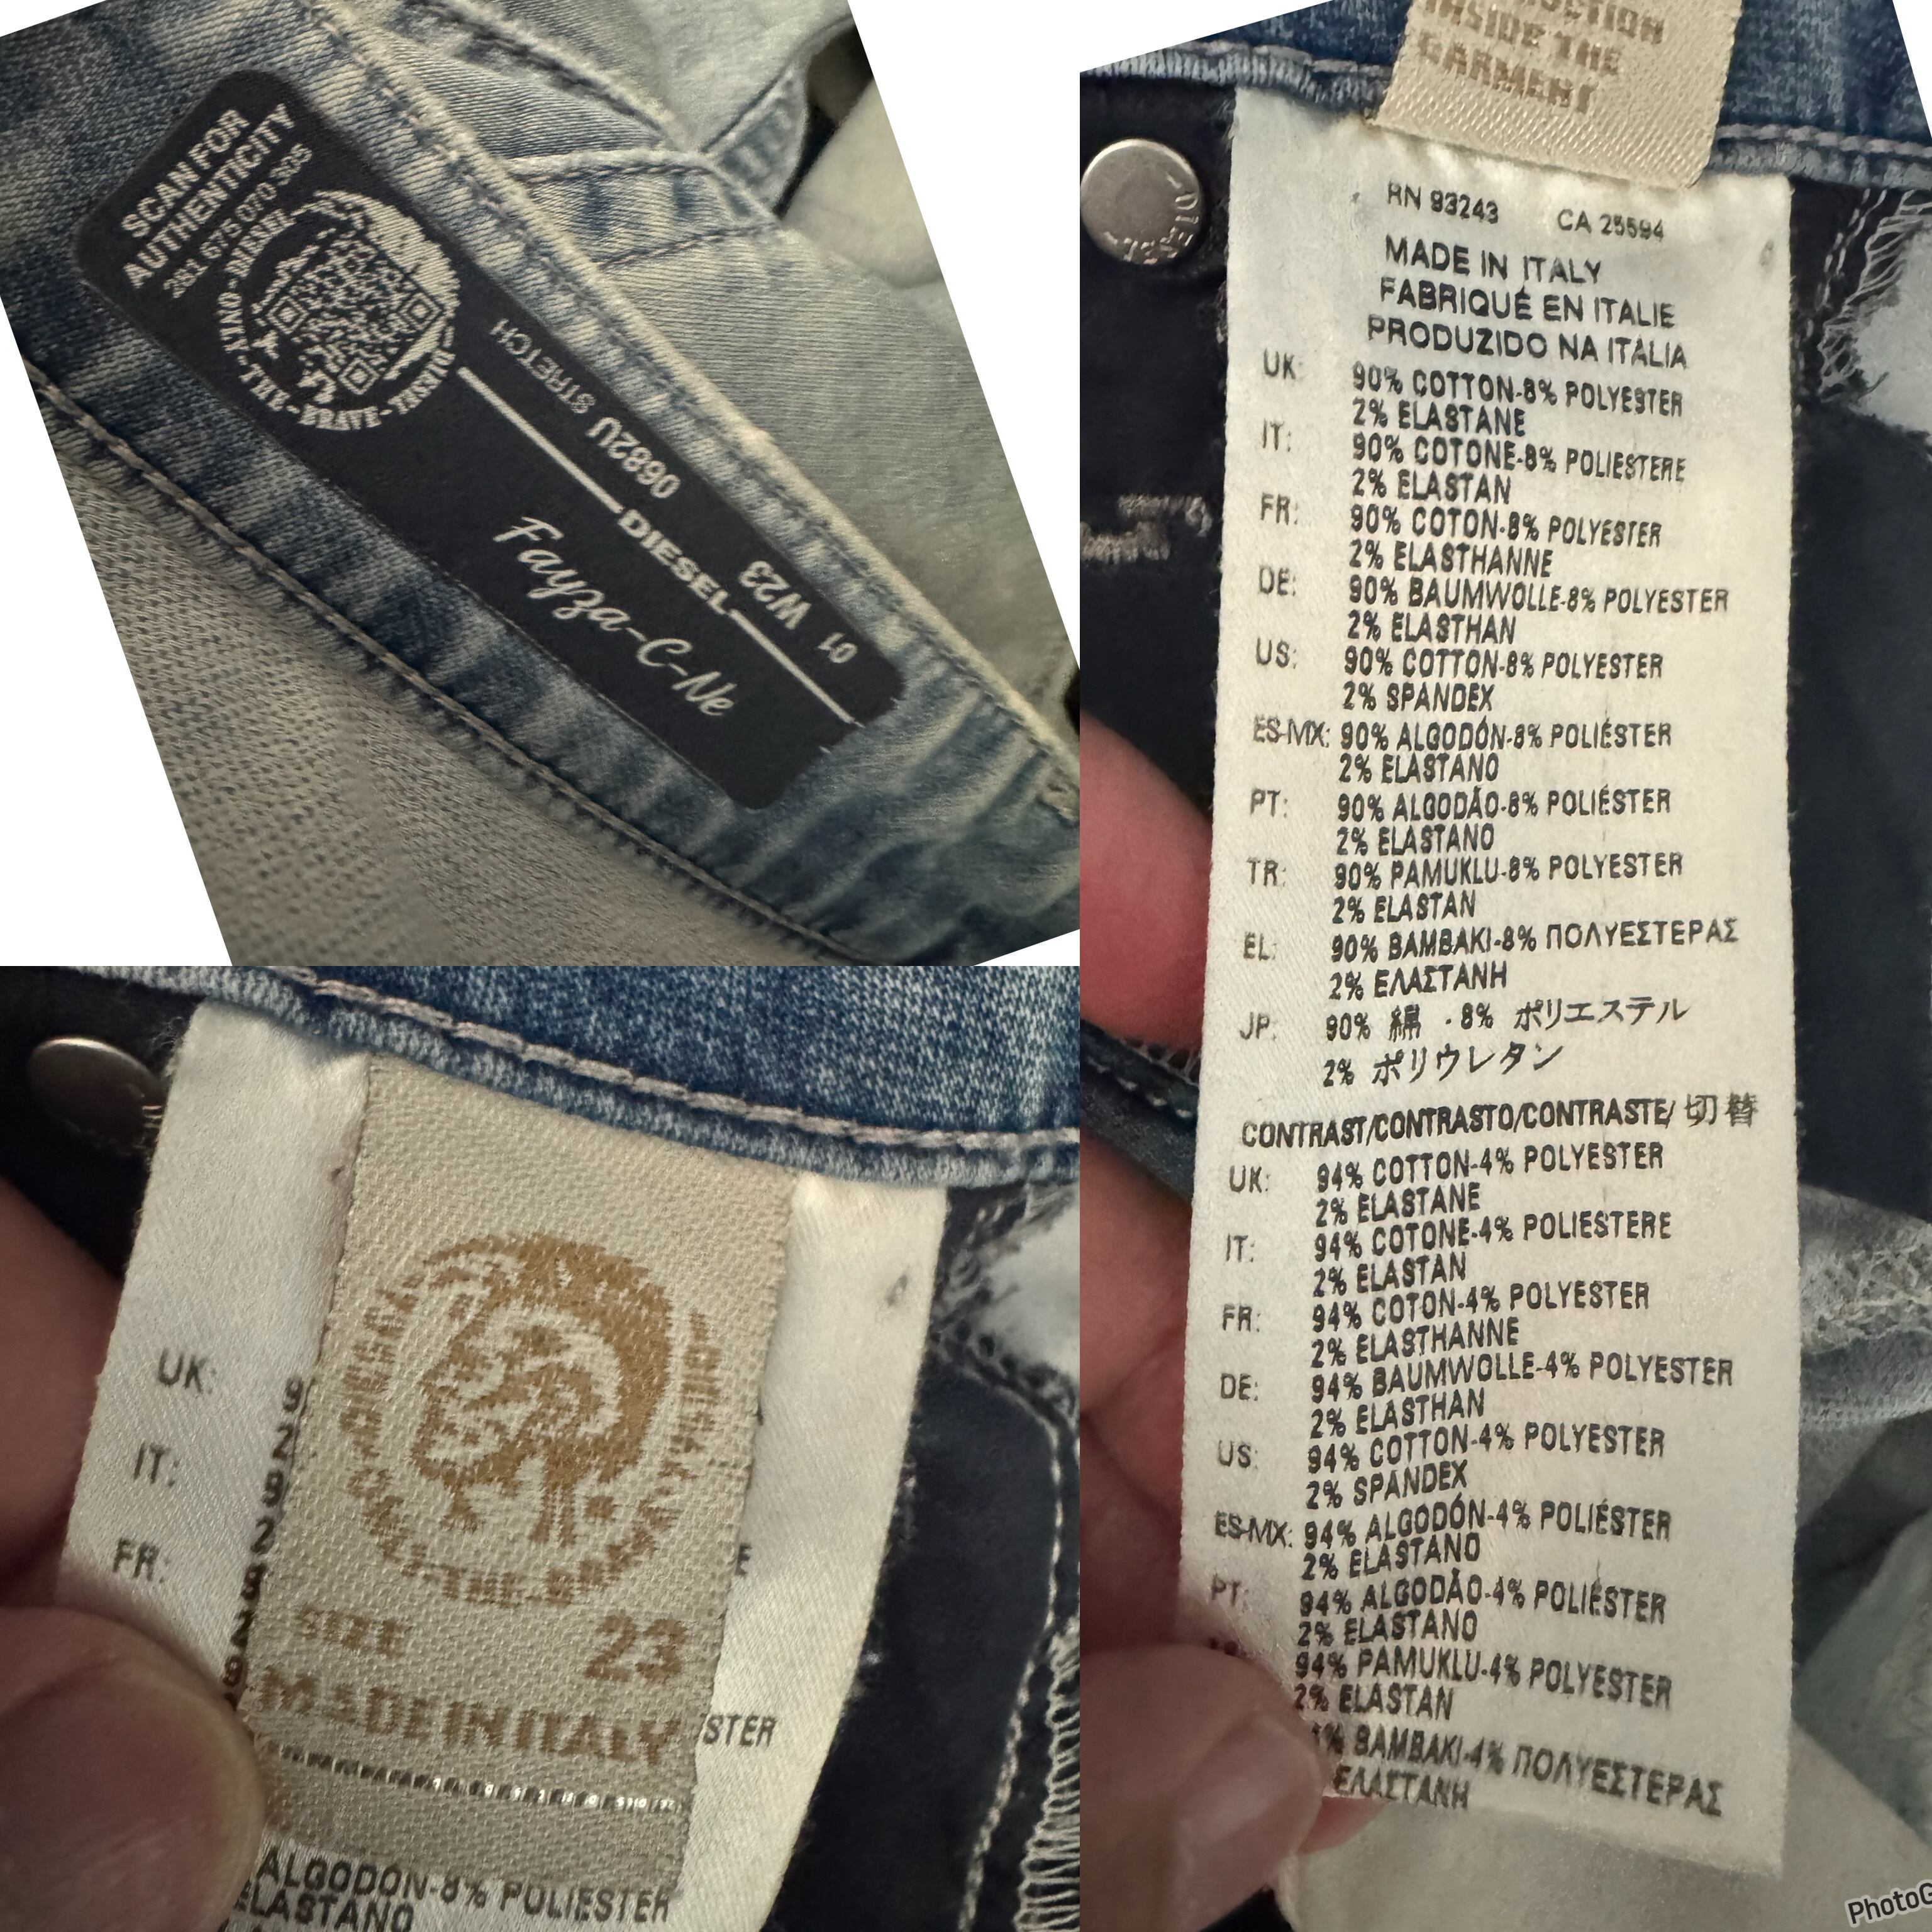 SCAN FOR
AUTHENTICITY
DIESEL
Fayza-C-Ne
0682U STRETCH
01 W23
INSIDE THE
GARMENT
RN 93243 CA 25594
MADE IN ITALY
FABRIQUÉ EN ITALIE
PRODUZIDO NA ITALIA
UK: 90% COTTON-8% POLYESTER
2% ELASTANE
IT: 90% COTONE-8% POLIESTERE
2% ELASTAN
FR: 90% COTON-8% POLYESTER
2% ELASTHANNE
DE: 90% BAUMWOLLE-8% POLYESTER
2% ELASTHAN
US: 90% COTTON-8% POLYESTER
2% SPANDEX
ES-MX: 90% ALGODÓN-8% POLIÉSTER
2% ELASTANO
PT: 90% ALGODÃO-8% POLIÉSTER
2% ELASTANO
TR: 90% PAMUKLU-8% POLYESTER
2% ELASTAN
EL: 90% BAMBAKI-8% ΠΟΛΥΕΣΤΕΡΑΣ
2% ΕΛΑΣΤΑΝΗ
JP: 90% 綿 ・8% ポリエステル
2% ポリウレタン
CONTRAST/CONTRASTO/CONTRASTE/ 切替
UK: 94% COTTON-4% POLYESTER
2% ELASTANE
IT: 94% COTONE-4% POLIESTERE
2% ELASTAN
FR: 94% COTON-4% POLYESTER
2% ELASTHANNE
DE: 94% BAUMWOLLE-4% POLYESTER
2% ELASTHAN
US: 94% COTTON-4% POLYESTER
2% SPANDEX
ES-MX: 94% ALGODÓN-4% POLIÉSTER
2% ELASTANO
PT: 94% ALGODÃO-4% POLIÉSTER
2% ELASTANO
94% PAMUKLU-4% POLYESTER
2% ELASTAN
BAMBAKI-4% ΠΟΛΥΕΣΤΕΡΑΣ
ΕΛΑΣΤΑΝΗ
UK:
IT:
FR:
SIZE 23
MADE IN ITALY
STER
ALGODÓN-8% POLIÉSTER
ELASTANO
PhotoG